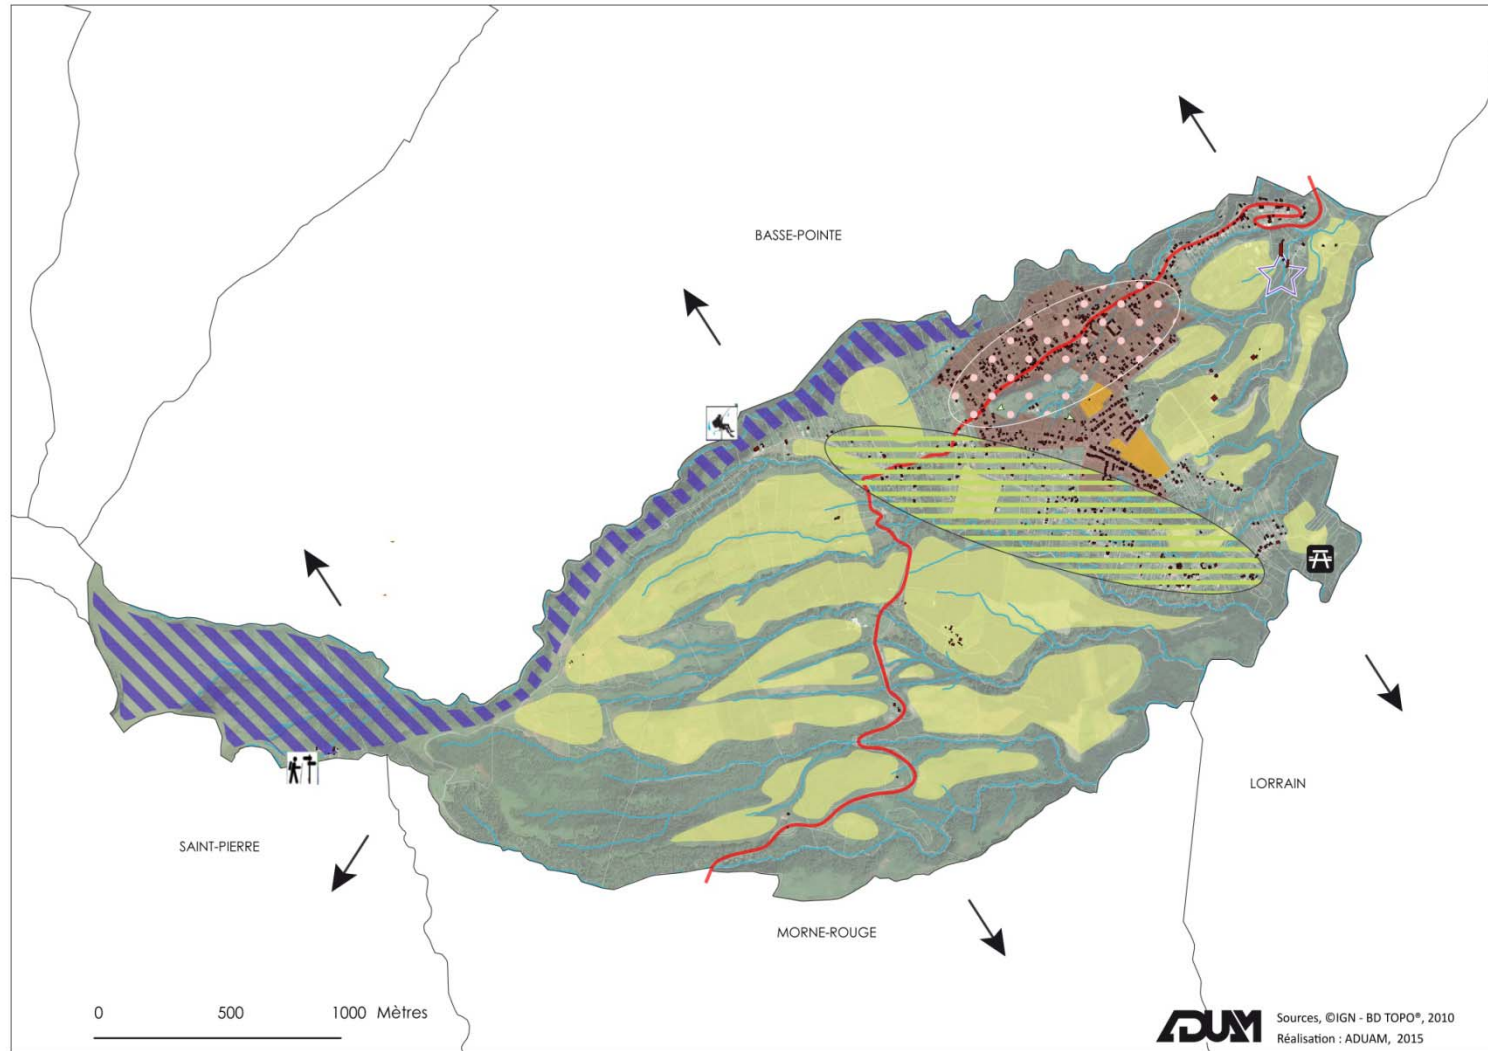 BASSE-POINTE
LORRAIN
SAINT-PIERRE
MORNE-ROUGE
0 500 1000 Mètres
ADUAM
Sources, ©IGN - BD TOPO®, 2010
Réalisation : ADUAM, 2015